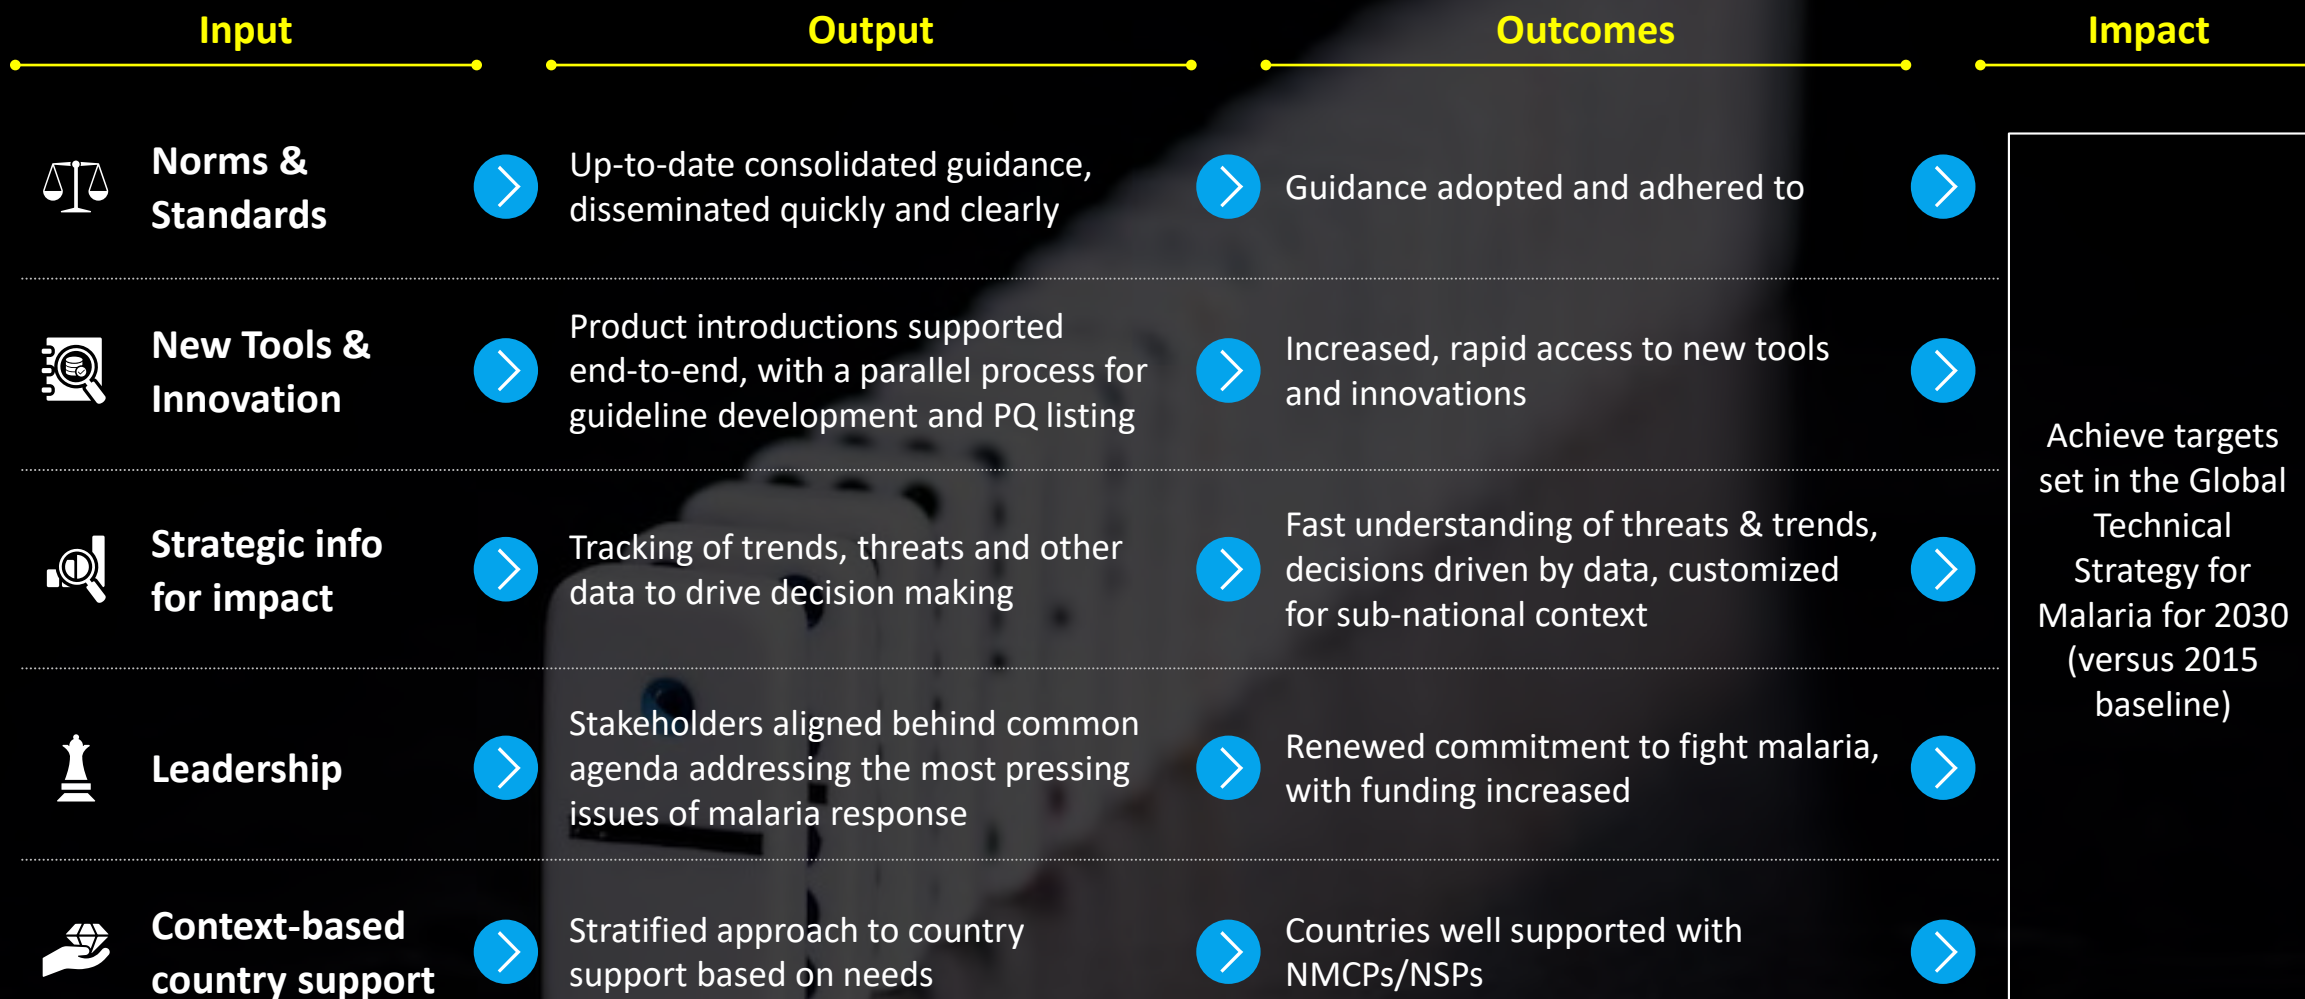 Input
Output
Outcomes
Impact
Norms &
Standards
Up-to-date consolidated guidance,
disseminated quickly and clearly
Guidance adopted and adhered to
New Tools &
Innovation
Product introductions supported
end-to-end, with a parallel process for
guideline development and PQ listing
Increased, rapid access to new tools
and innovations
Strategic info
for impact
Tracking of trends, threats and other
data to drive decision making
Fast understanding of threats & trends,
decisions driven by data, customized
for sub-national context
Leadership
Stakeholders aligned behind common
agenda addressing the most pressing
issues of malaria response
Renewed commitment to fight malaria,
with funding increased
Context-based
country support
Stratified approach to country
support based on needs
Countries well supported with
NMCPs/NSPs
Achieve targets
set in the Global
Technical
Strategy for
Malaria for 2030
(versus 2015
baseline)